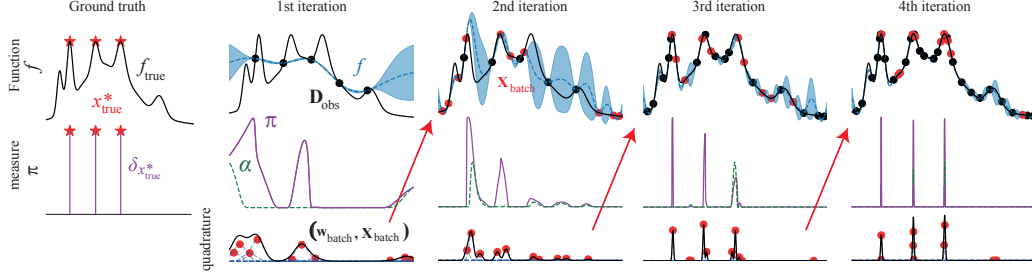 Ground truth
1st iteration
2nd iteration
3rd iteration
4th iteration
Function
f
f_true
x*_true
f
D_obs
X_batch
measure
π
δ_{x*_true}
π
α
quadrature
(w_batch, X_batch)